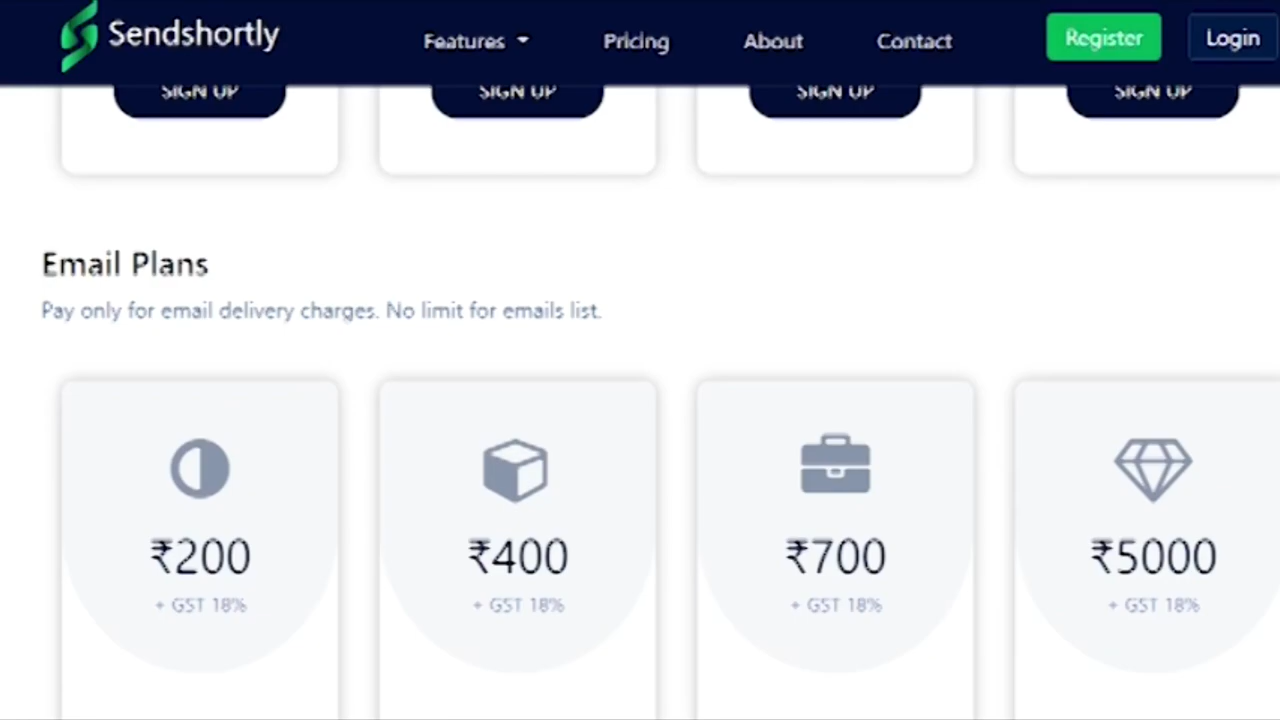 Sendshortly
Features Pricing About Contact Register Login
SIGN UP SIGN UP SIGN UP SIGN UP
Email Plans
Pay only for email delivery charges. No limit for emails list.
₹200 ₹400 ₹700 ₹5000
+ GST 18% + GST 18% + GST 18% + GST 18%